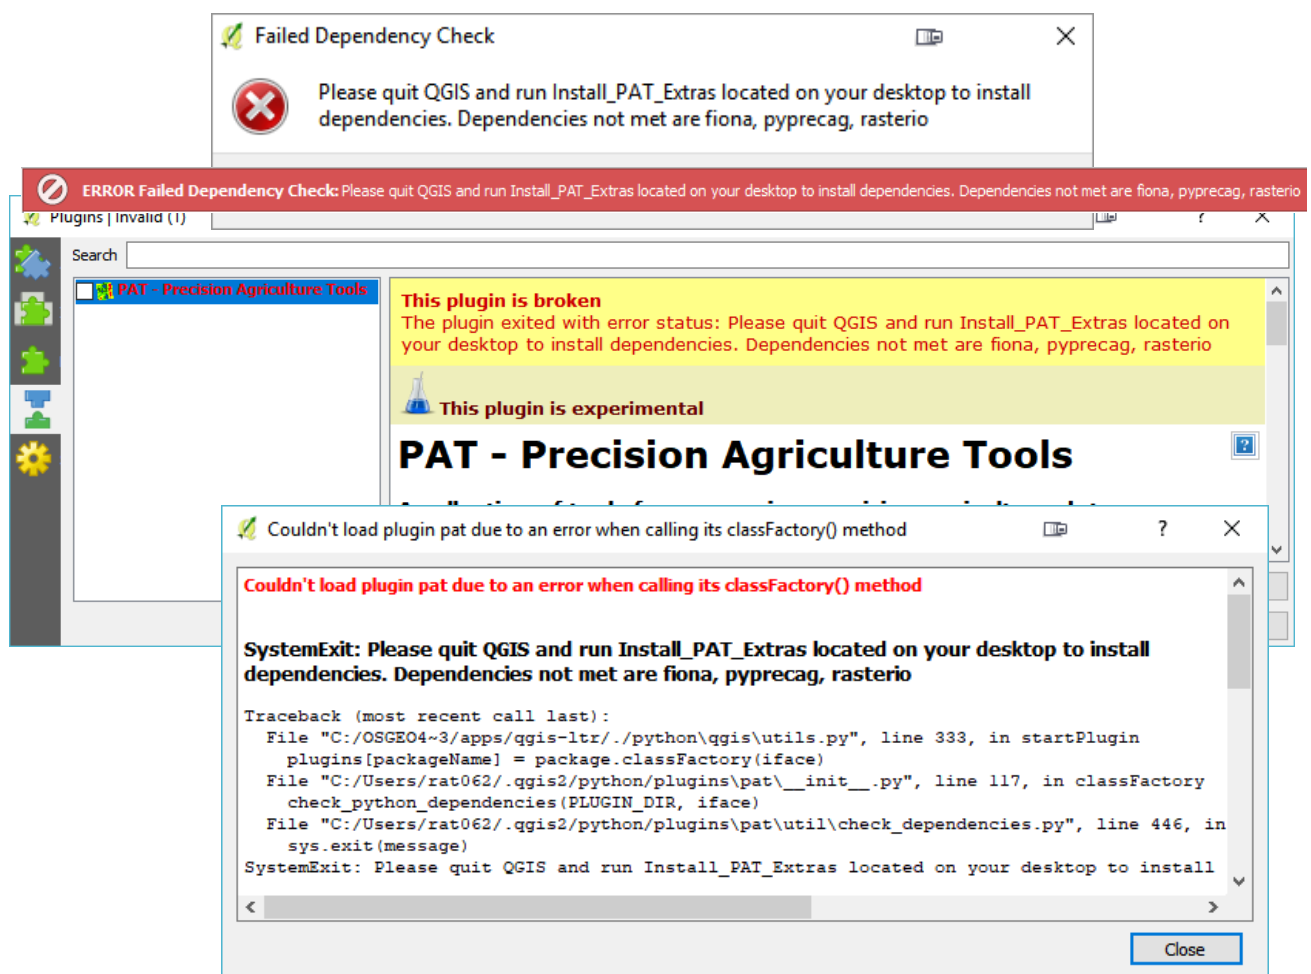 Failed Dependency Check
Please quit QGIS and run Install_PAT_Extras located on your desktop to install
dependencies. Dependencies not met are fiona, pyprecag, rasterio
ERROR Failed Dependency Check: Please quit QGIS and run Install_PAT_Extras located on your desktop to install dependencies. Dependencies not met are fiona, pyprecag, rasterio
Plugins | Invalid (1)
?
Search
PAT - Precision Agriculture Tools
This plugin is broken
The plugin exited with error status: Please quit QGIS and run Install_PAT_Extras located on
your desktop to install dependencies. Dependencies not met are fiona, pyprecag, rasterio
This plugin is experimental
PAT - Precision Agriculture Tools
?
Couldn't load plugin pat due to an error when calling its classFactory() method
?
Couldn't load plugin pat due to an error when calling its classFactory() method
SystemExit: Please quit QGIS and run Install_PAT_Extras located on your desktop to install
dependencies. Dependencies not met are fiona, pyprecag, rasterio
Traceback (most recent call last):
File "C:/OSGEO4~3/apps/qgis-ltr/./python\qgis\utils.py", line 333, in startPlugin
plugins[packageName] = package.classFactory(iface)
File "C:/Users/rat062/.qgis2/python/plugins\pat\__init__.py", line 117, in classFactory
check_python_dependencies(PLUGIN_DIR, iface)
File "C:/Users/rat062/.qgis2/python/plugins\pat\util\check_dependencies.py", line 446, in
sys.exit(message)
SystemExit: Please quit QGIS and run Install_PAT_Extras located on your desktop to install
Close